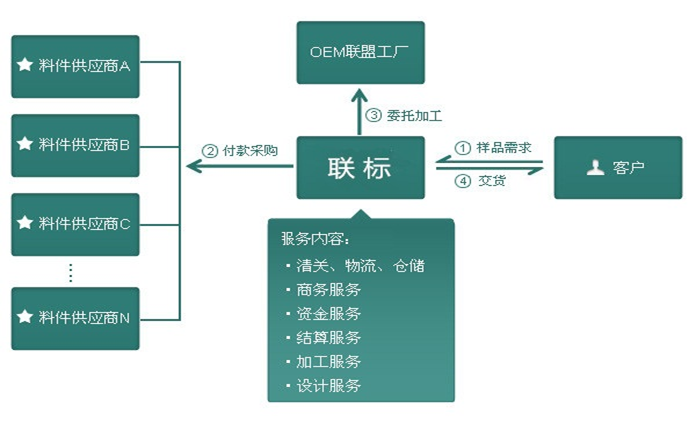 OEM联盟工厂
料件供应商A
③ 委托加工
料件供应商B
② 付款采购
联标
① 样品需求
④ 交货
客户
料件供应商C
料件供应商N
服务内容:
·清关、物流、仓储
·商务服务
·资金服务
·结算服务
·加工服务
·设计服务